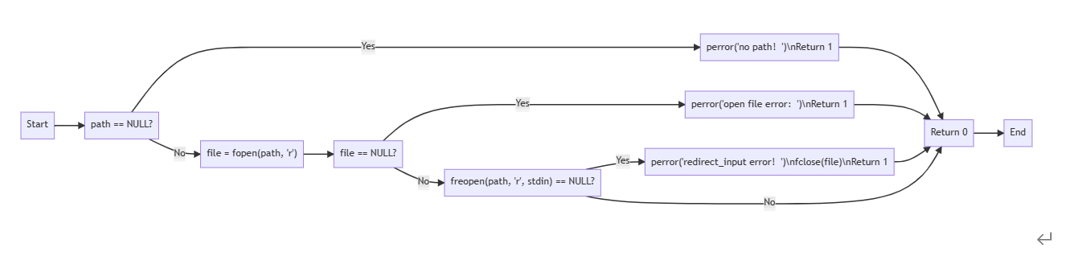 Yes
perror('no path! ')\nReturn 1
Start
path == NULL?
Yes
perror('open file error: ')\nReturn 1
Return 0
End
No
file = fopen(path, 'r')
file == NULL?
Yes
perror('redirect_input error! ')\nfclose(file)\nReturn 1
No
freopen(path, 'r', stdin) == NULL?
No